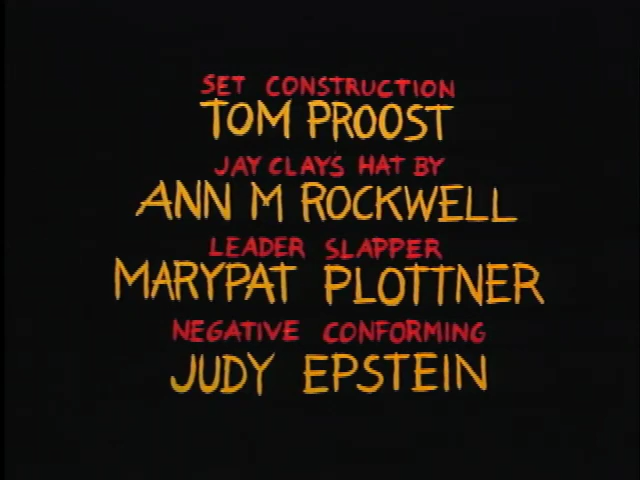 SET CONSTRUCTION
TOM PROOST
JAY CLAYS HAT BY
ANN M ROCKWELL
LEADER SLAPPER
MARYPAT PLOTTNER
NEGATIVE CONFORMING
JUDY EPSTEIN